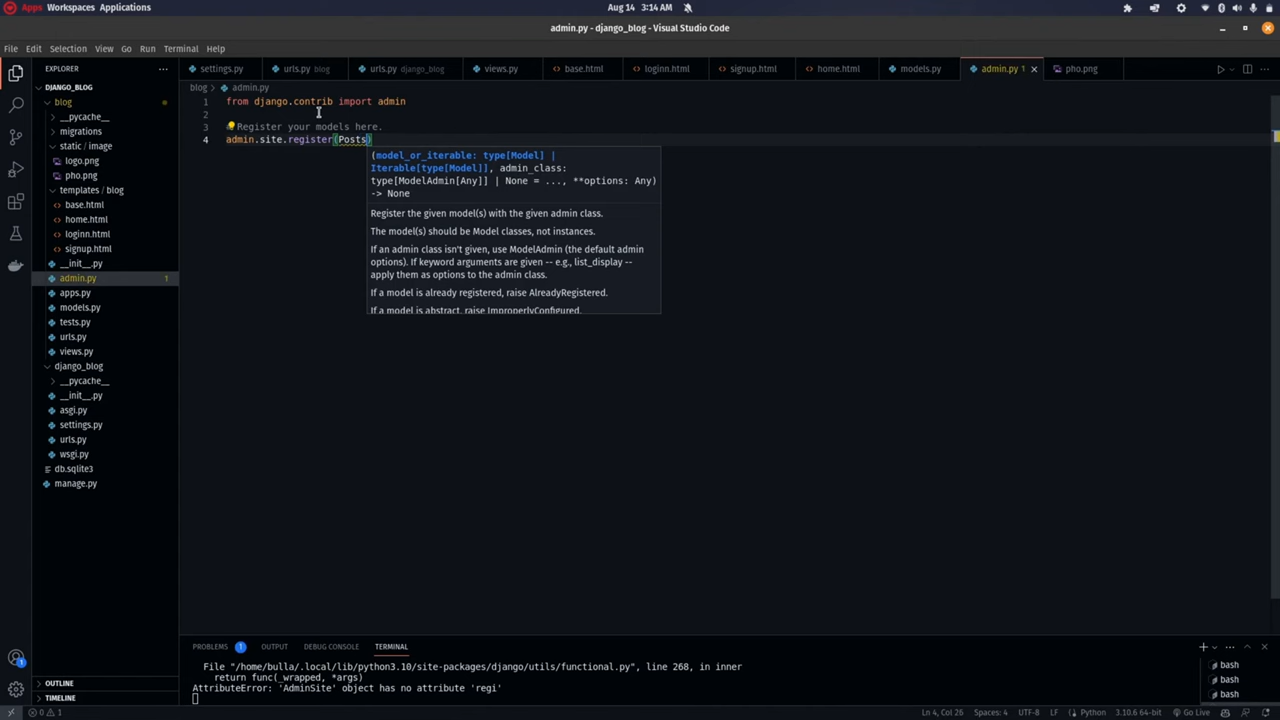 Apps Workspaces Applications
Aug 14 3:14 AM
admin.py - django_blog - Visual Studio Code
File Edit Selection View Go Run Terminal Help
EXPLORER
settings.py
urls.py blog
urls.py django_blog
views.py
base.html
loginn.html
signup.html
home.html
models.py
admin.py 1
pho.png
DJANGO_BLOG
blog > admin.py
blog
__pycache__
migrations
static / image
logo.png
pho.png
templates / blog
base.html
home.html
loginn.html
signup.html
__init__.py
admin.py 1
apps.py
models.py
tests.py
urls.py
views.py
django_blog
__pycache__
__init__.py
asgi.py
settings.py
urls.py
wsgi.py
db.sqlite3
manage.py
OUTLINE
TIMELINE
1 from django.contrib import admin
2
3 Register your models here.
4 admin.site.register(Posts)
(model_or_iterable: type[Model] |
Iterable[type[Model]], admin_class:
type[ModelAdmin[Any]] | None = ..., **options: Any)
-> None
Register the given model(s) with the given admin class.
The model(s) should be Model classes, not instances.
If an admin class isn't given, use ModelAdmin (the default admin
options). If keyword arguments are given -- e.g., list_display --
apply them as options to the admin class.
If a model is already registered, raise AlreadyRegistered.
If a model is abstract, raise ImproperlyConfigured.
PROBLEMS 1 OUTPUT DEBUG CONSOLE TERMINAL
File "/home/bulla/.local/lib/python3.10/site-packages/django/utils/functional.py", line 268, in inner
return func(_wrapped, *args)
AttributeError: 'AdminSite' object has no attribute 'regi'
bash
bash
bash
0 1
Ln 4, Col 26 Spaces: 4 UTF-8 LF Python 3.10.6 64-bit Go Live